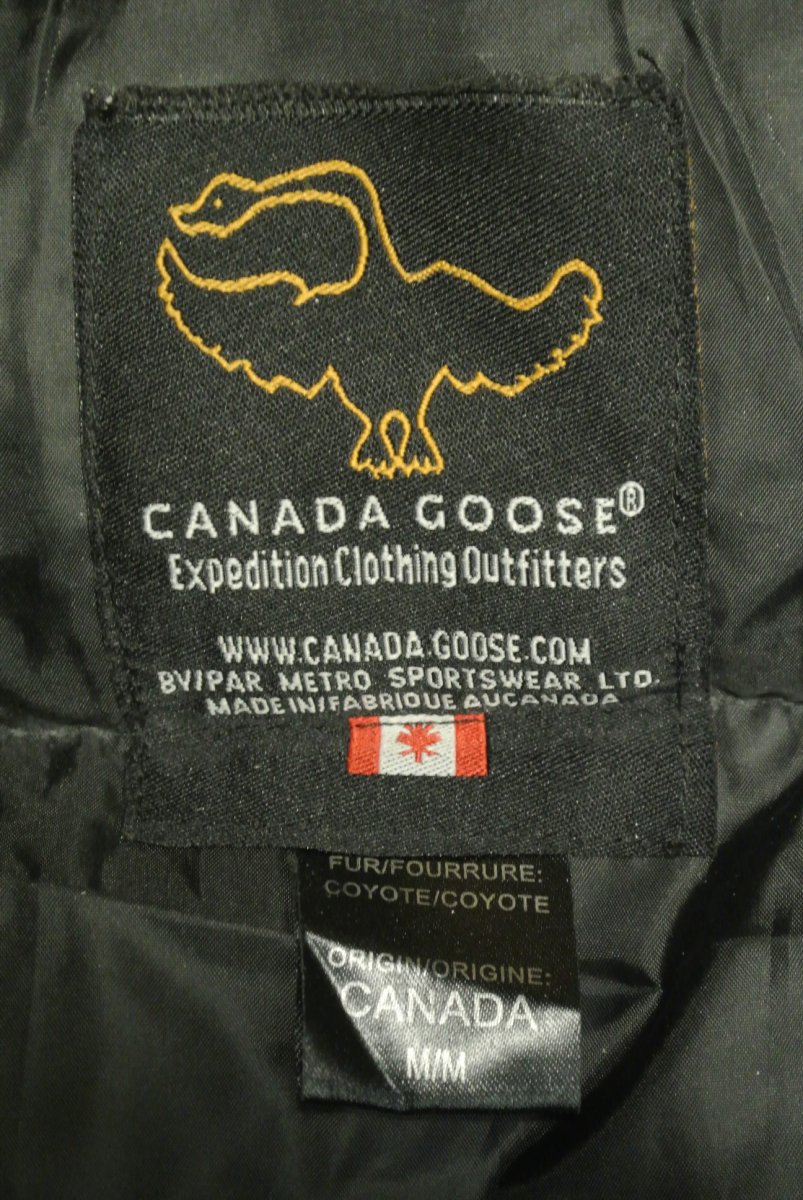 CANADA GOOSE®
Expedition Clothing Outfitters
WWW.CANADA.GOOSE.COM
BY/PAR METRO SPORTSWEAR LTD.
MADE IN/FABRIQUE AU CANADA
FUR/FOURRURE:
COYOTE/COYOTE
ORIGIN/ORIGINE:
CANADA
M/M